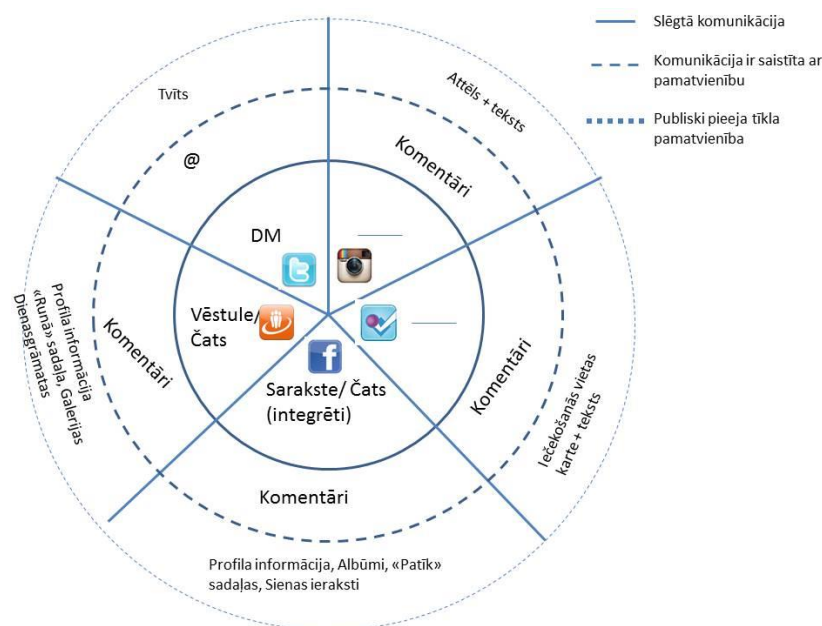 Slēgtā komunikācija
Komunikācija ir saistīta ar
pamatvienību
Publiski pieeja tīkla
pamatvienība
Tvīts
@
DM
Attēls + teksts
Komentāri
Iečekošanās vietas
karte + teksts
Komentāri
Profila informācija, Albūmi, «Patīk»
sadaļas, Sienas ieraksti
Komentāri
Sarakste/ Čats
(integrēti)
Profila informācija
«Runā» sadaļa, Galerijas
Dienasgrāmatas
Komentāri
Vēstule/
Čats